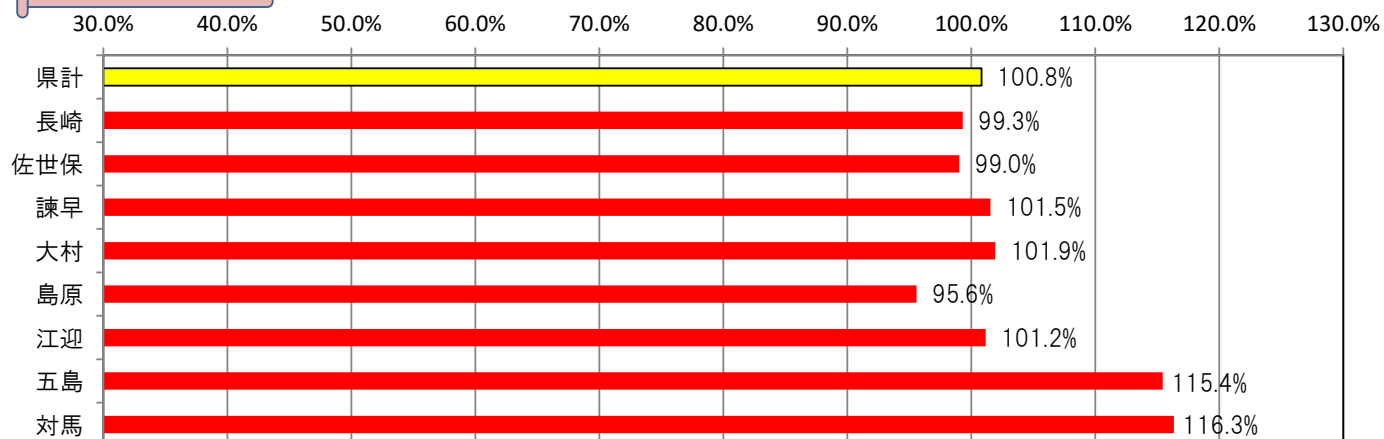 30.0% 40.0% 50.0% 60.0% 70.0% 80.0% 90.0% 100.0% 110.0% 120.0% 130.0%
県計 100.8%
長崎 99.3%
佐世保 99.0%
諫早 101.5%
大村 101.9%
島原 95.6%
江迎 101.2%
五島 115.4%
対馬 116.3%